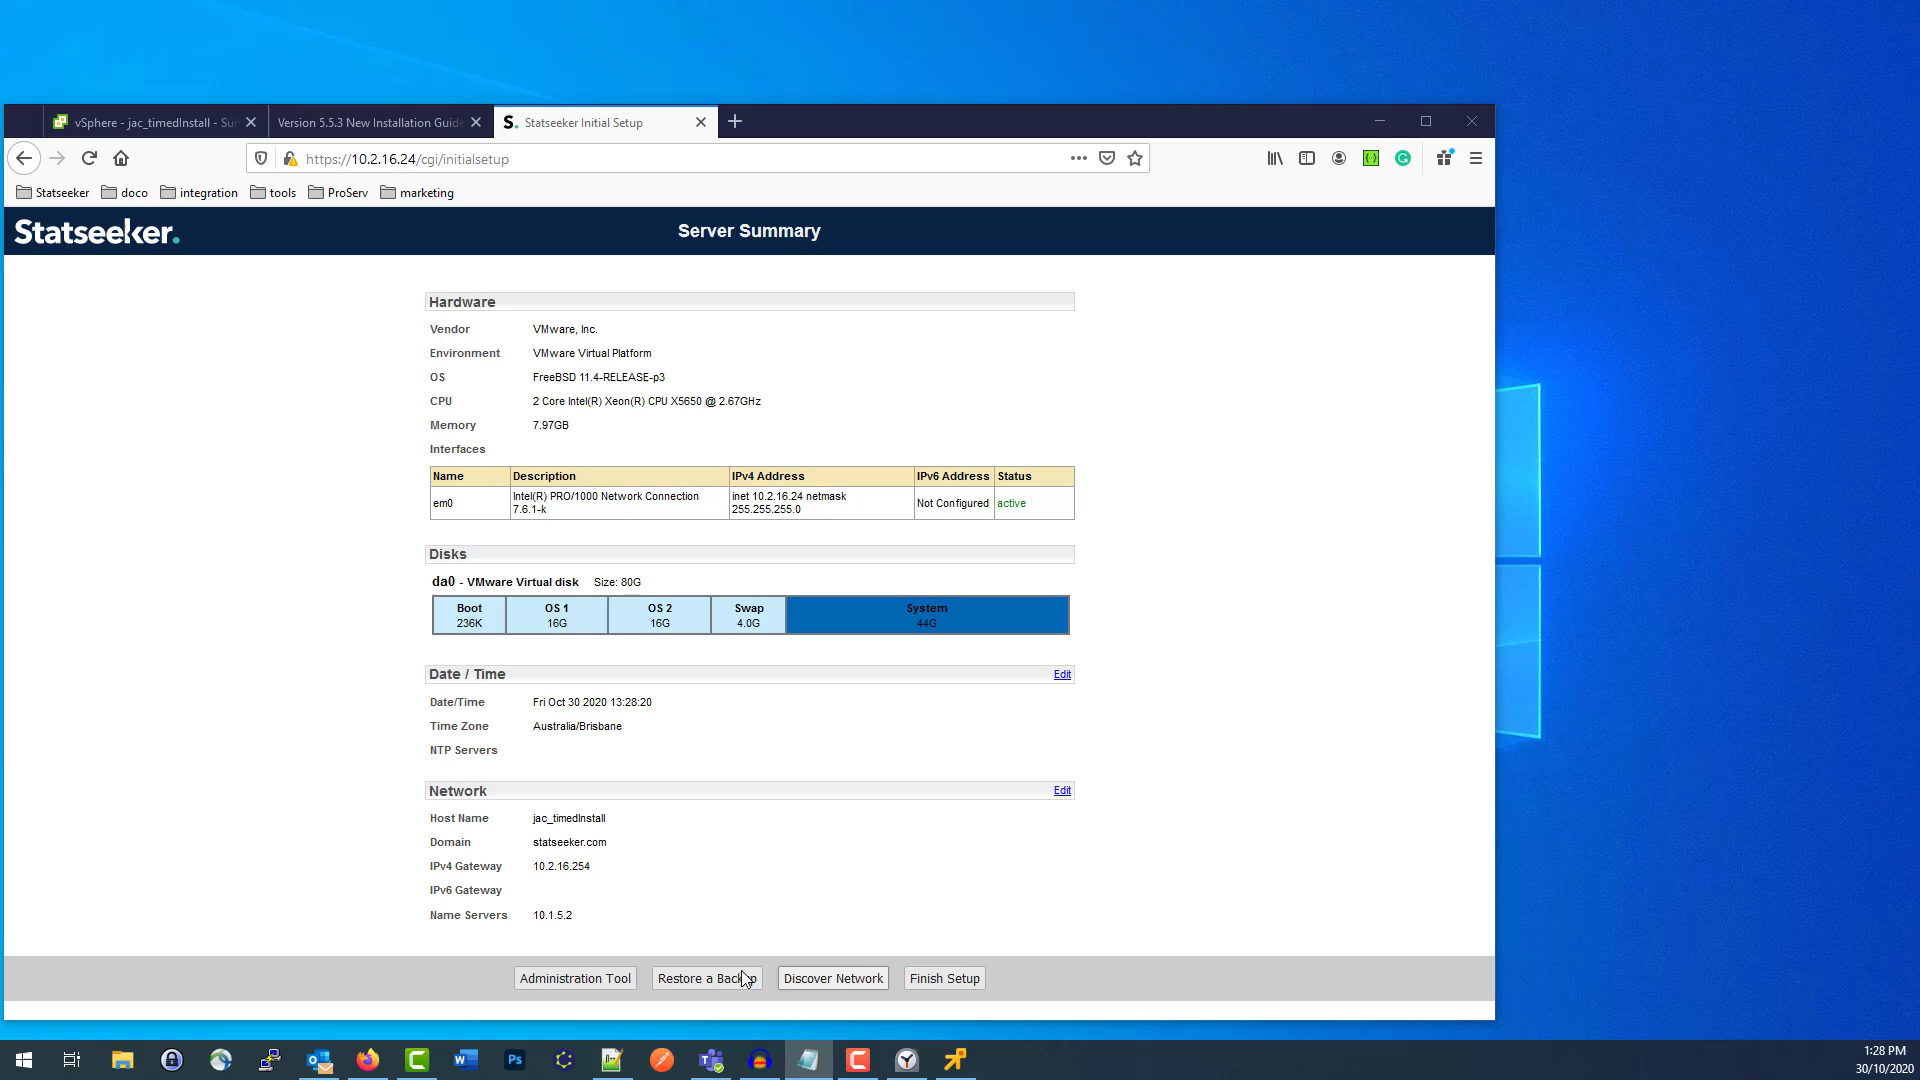 vSphere - jac_timedInstall - Su
Version 5.5.3 New Installation Guide
S. Statseeker Initial Setup
https://10.2.16.24/cgi/initialsetup
Statseeker
doco
integration
tools
ProServ
marketing
Statseeker.
Server Summary
Hardware
Vendor VMware, Inc.
Environment VMware Virtual Platform
OS FreeBSD 11.4-RELEASE-p3
CPU 2 Core Intel(R) Xeon(R) CPU X5650 @ 2.67GHz
Memory 7.97GB
Interfaces
Name Description IPv4 Address IPv6 Address Status
em0 Intel(R) PRO/1000 Network Connection 7.6.1-k inet 10.2.16.24 netmask 255.255.255.0 Not Configured active
Disks
da0 - VMware Virtual disk Size: 80G
Boot OS 1 OS 2 Swap System
236K 16G 16G 4.0G 44G
Date / Time Edit
Date/Time Fri Oct 30 2020 13:28:20
Time Zone Australia/Brisbane
NTP Servers
Network Edit
Host Name jac_timedInstall
Domain statseeker.com
IPv4 Gateway 10.2.16.254
IPv6 Gateway
Name Servers 10.1.5.2
Administration Tool
Restore a Backup
Discover Network
Finish Setup
1:28 PM
30/10/2020